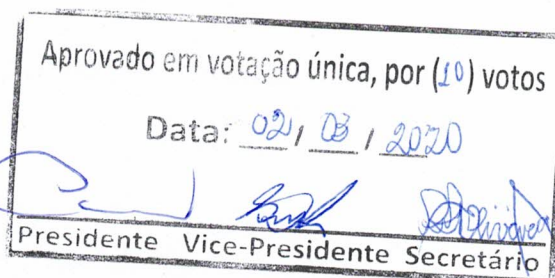 Aprovado em votação única, por (10) votos
Data: 02 / 03 / 2020
Presidente Vice-Presidente Secretário